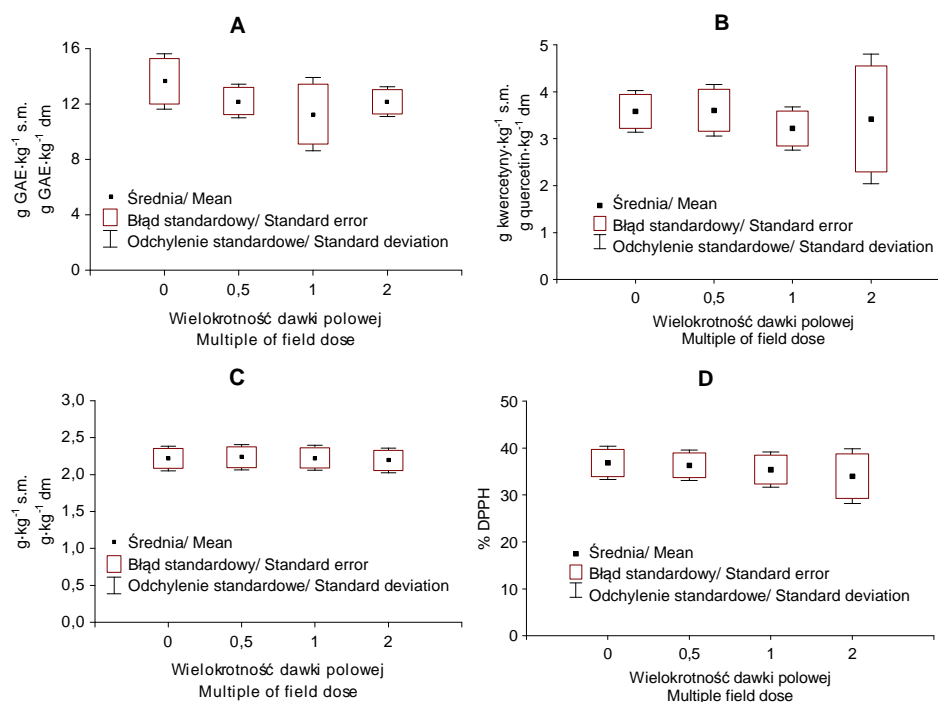 A
16
12
8
4
0
g GAE·kg⁻¹ s.m.
g GAE·kg⁻¹ dm
Średnia/ Mean
Błąd standardowy/ Standard error
Odchylenie standardowe/ Standard deviation
0 0,5 1 2
Wielokrotność dawki polowej
Multiple of field dose
B
5
4
3
2
1
0
g kwercetyny·kg⁻¹ s.m.
g quercetin·kg⁻¹ dm
Średnia/ Mean
Błąd standardowy/ Standard error
Odchylenie standardowe/ Standard deviation
0 0,5 1 2
Wielokrotność dawki polowej
Multiple of field dose
C
3,0
2,5
2,0
1,5
1,0
0,5
0,0
g·kg⁻¹ s.m.
g·kg⁻¹ dm
Średnia/ Mean
Błąd standardowy/ Standard error
Odchylenie standardowe/ Standard deviation
0 0,5 1 2
Wielokrotność dawki polowej
Multiple of field dose
D
50
40
30
20
10
0
% DPPH
Średnia/ Mean
Błąd standardowy/ Standard error
Odchylenie standardowe/ Standard deviation
0 0,5 1 2
Wielokrotność dawki polowej
Multiple field dose